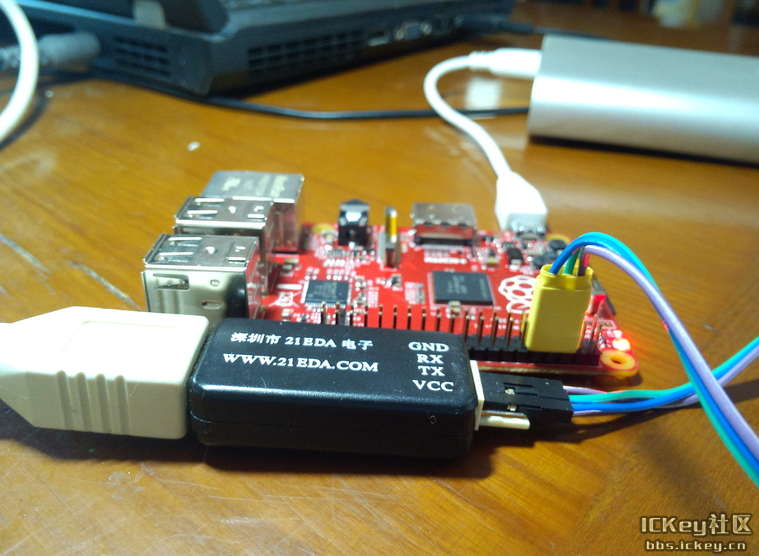 深圳市 21EDA 电子
WWW.21EDA.COM
GND
RX
TX
VCC
ICKey社区
bbs.ickey.cn